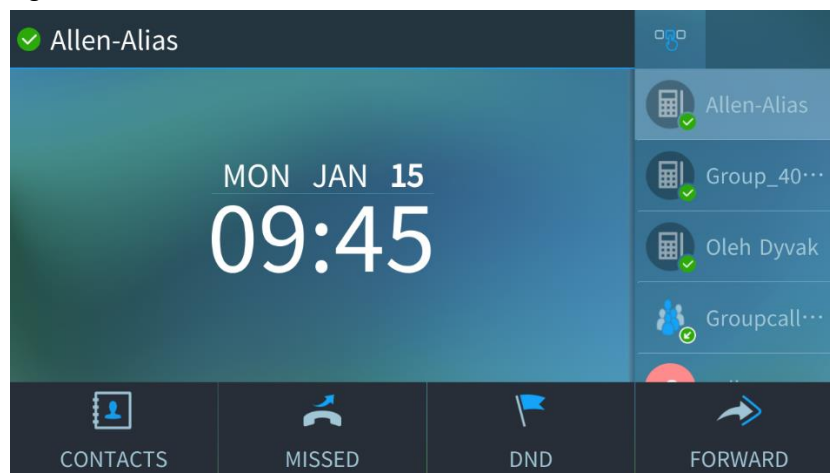 Allen-Alias
MON JAN 15
09:45
Allen-Alias
Group_40···
Oleh Dyvak
Groupcall···
CONTACTS
MISSED
DND
FORWARD